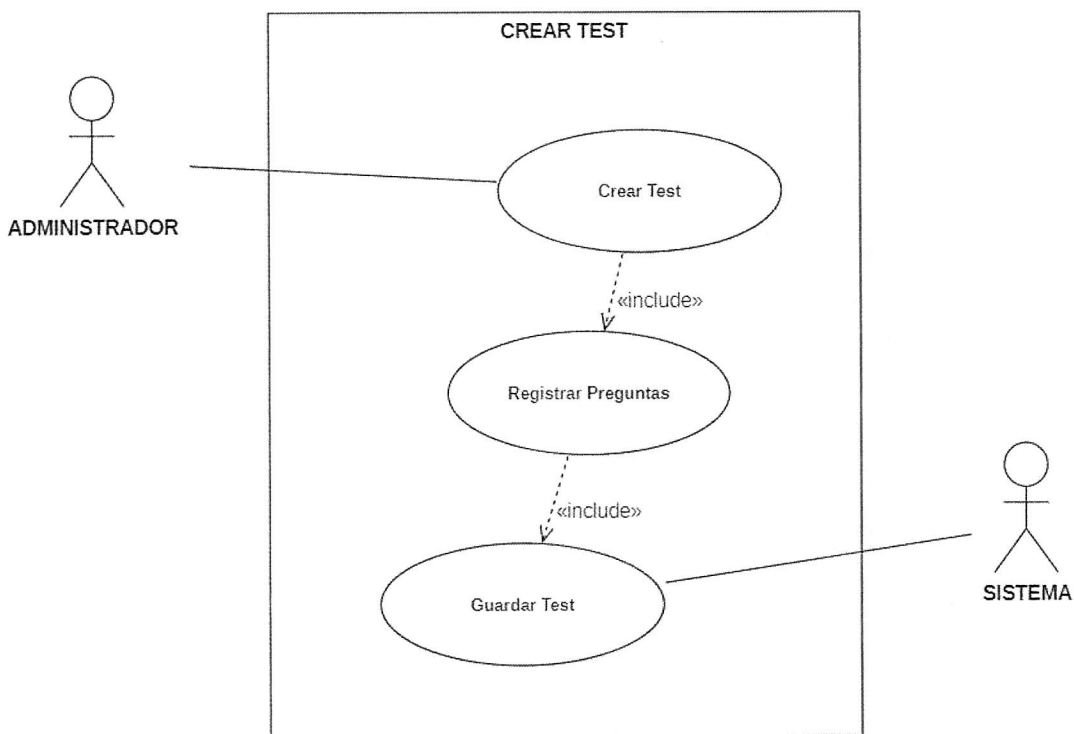 CREAR TEST
Crear Test
ADMINISTRADOR
«include»
Registrar Preguntas
«include»
Guardar Test
SISTEMA